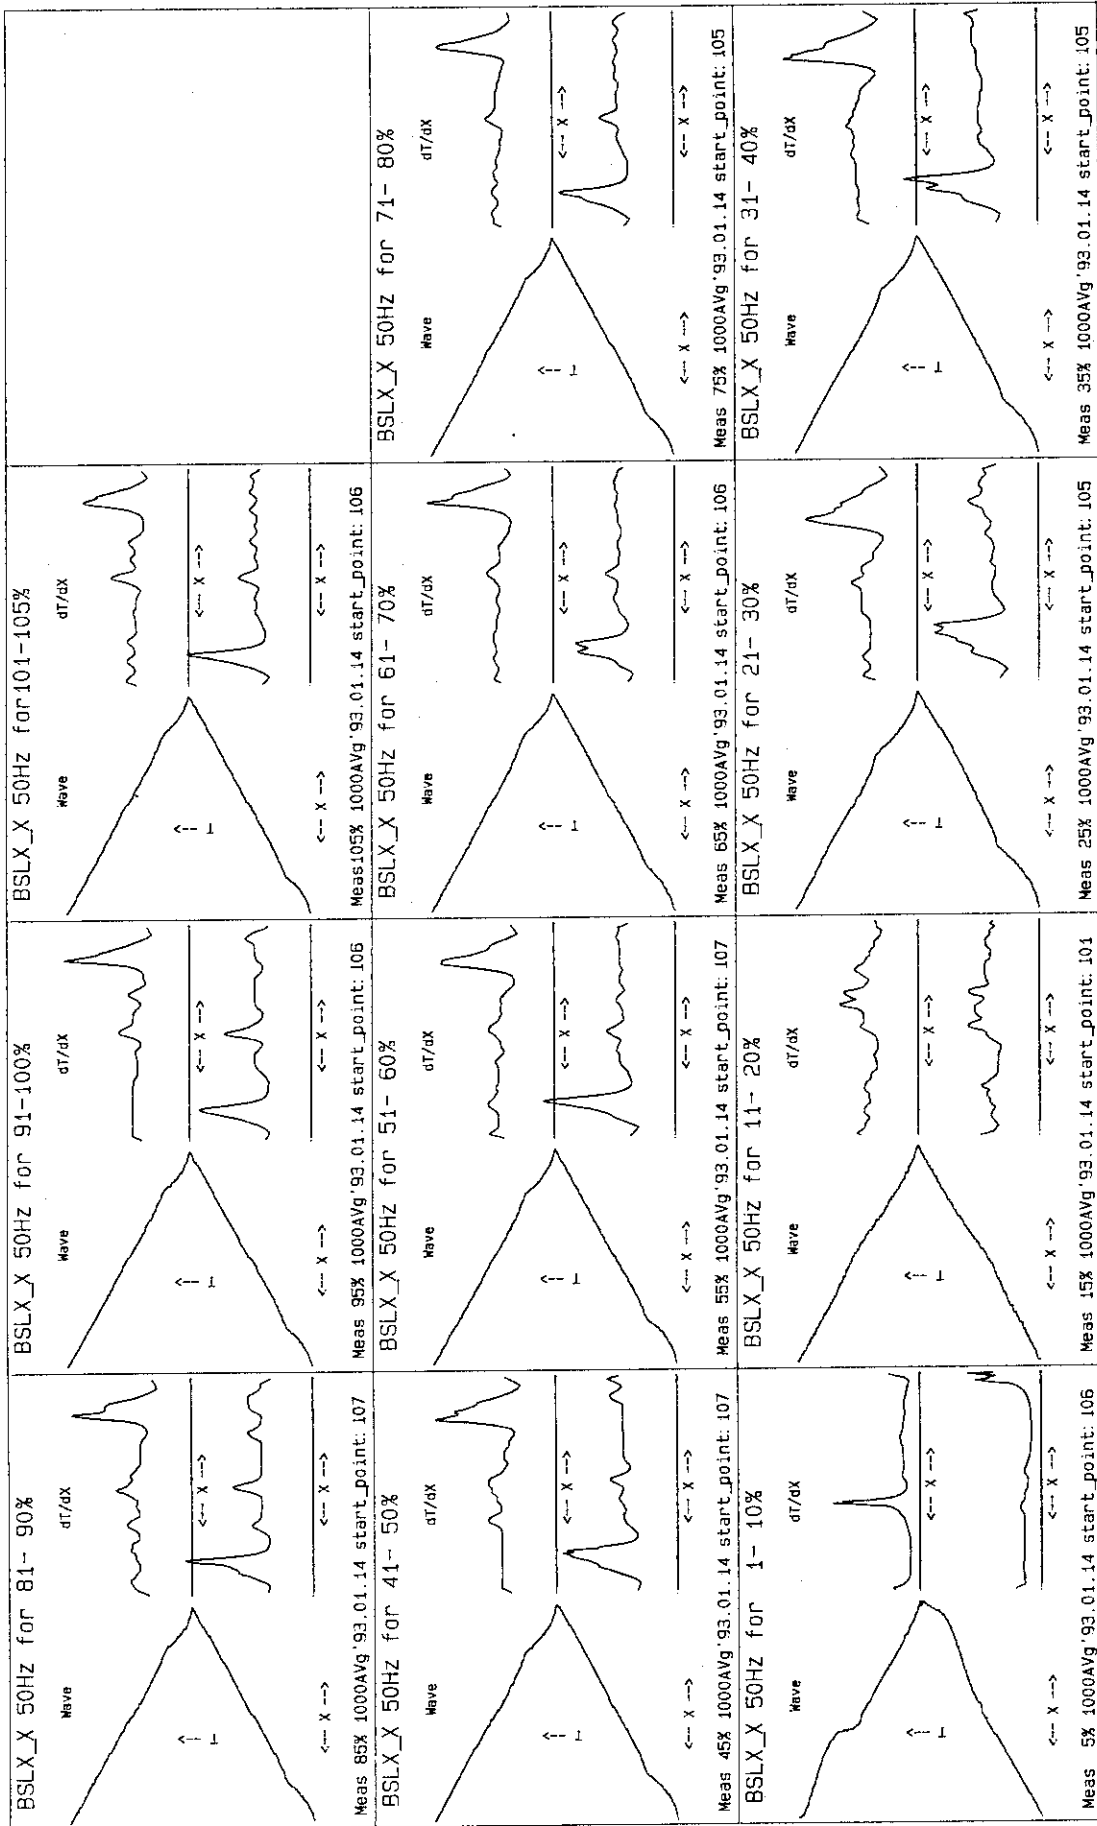 BSLX_X 50Hz for 81- 90%
Wave
dT/dX
T -->
<-- X -->
<-- X -->
<-- X -->
Meas 85% 1000AVg'93.01.14 start_point: 107
BSLX_X 50Hz for 91-100%
Wave
dT/dX
T -->
<-- X -->
<-- X -->
<-- X -->
Meas 95% 1000AVg'93.01.14 start_point: 106
BSLX_X 50Hz for101-105%
Wave
dT/dX
T -->
<-- X -->
<-- X -->
<-- X -->
Meas105% 1000AVg'93.01.14 start_point: 106
BSLX_X 50Hz for 41- 50%
Wave
dT/dX
T -->
<-- X -->
<-- X -->
<-- X -->
Meas 45% 1000AVg'93.01.14 start_point: 107
BSLX_X 50Hz for 51- 60%
Wave
dT/dX
T -->
<-- X -->
<-- X -->
<-- X -->
Meas 55% 1000AVg'93.01.14 start_point: 107
BSLX_X 50Hz for 61- 70%
Wave
dT/dX
T -->
<-- X -->
<-- X -->
<-- X -->
Meas 65% 1000AVg'93.01.14 start_point: 106
BSLX_X 50Hz for 71- 80%
Wave
dT/dX
T -->
<-- X -->
<-- X -->
<-- X -->
Meas 75% 1000AVg'93.01.14 start_point: 105
BSLX_X 50Hz for  1- 10%
Wave
dT/dX
T -->
<-- X -->
<-- X -->
<-- X -->
Meas  5% 1000AVg'93.01.14 start_point: 106
BSLX_X 50Hz for 11- 20%
Wave
dT/dX
T -->
<-- X -->
<-- X -->
<-- X -->
Meas 15% 1000AVg'93.01.14 start_point: 101
BSLX_X 50Hz for 21- 30%
Wave
dT/dX
T -->
<-- X -->
<-- X -->
<-- X -->
Meas 25% 1000AVg'93.01.14 start_point: 105
BSLX_X 50Hz for 31- 40%
Wave
dT/dX
T -->
<-- X -->
<-- X -->
<-- X -->
Meas 35% 1000AVg'93.01.14 start_point: 105